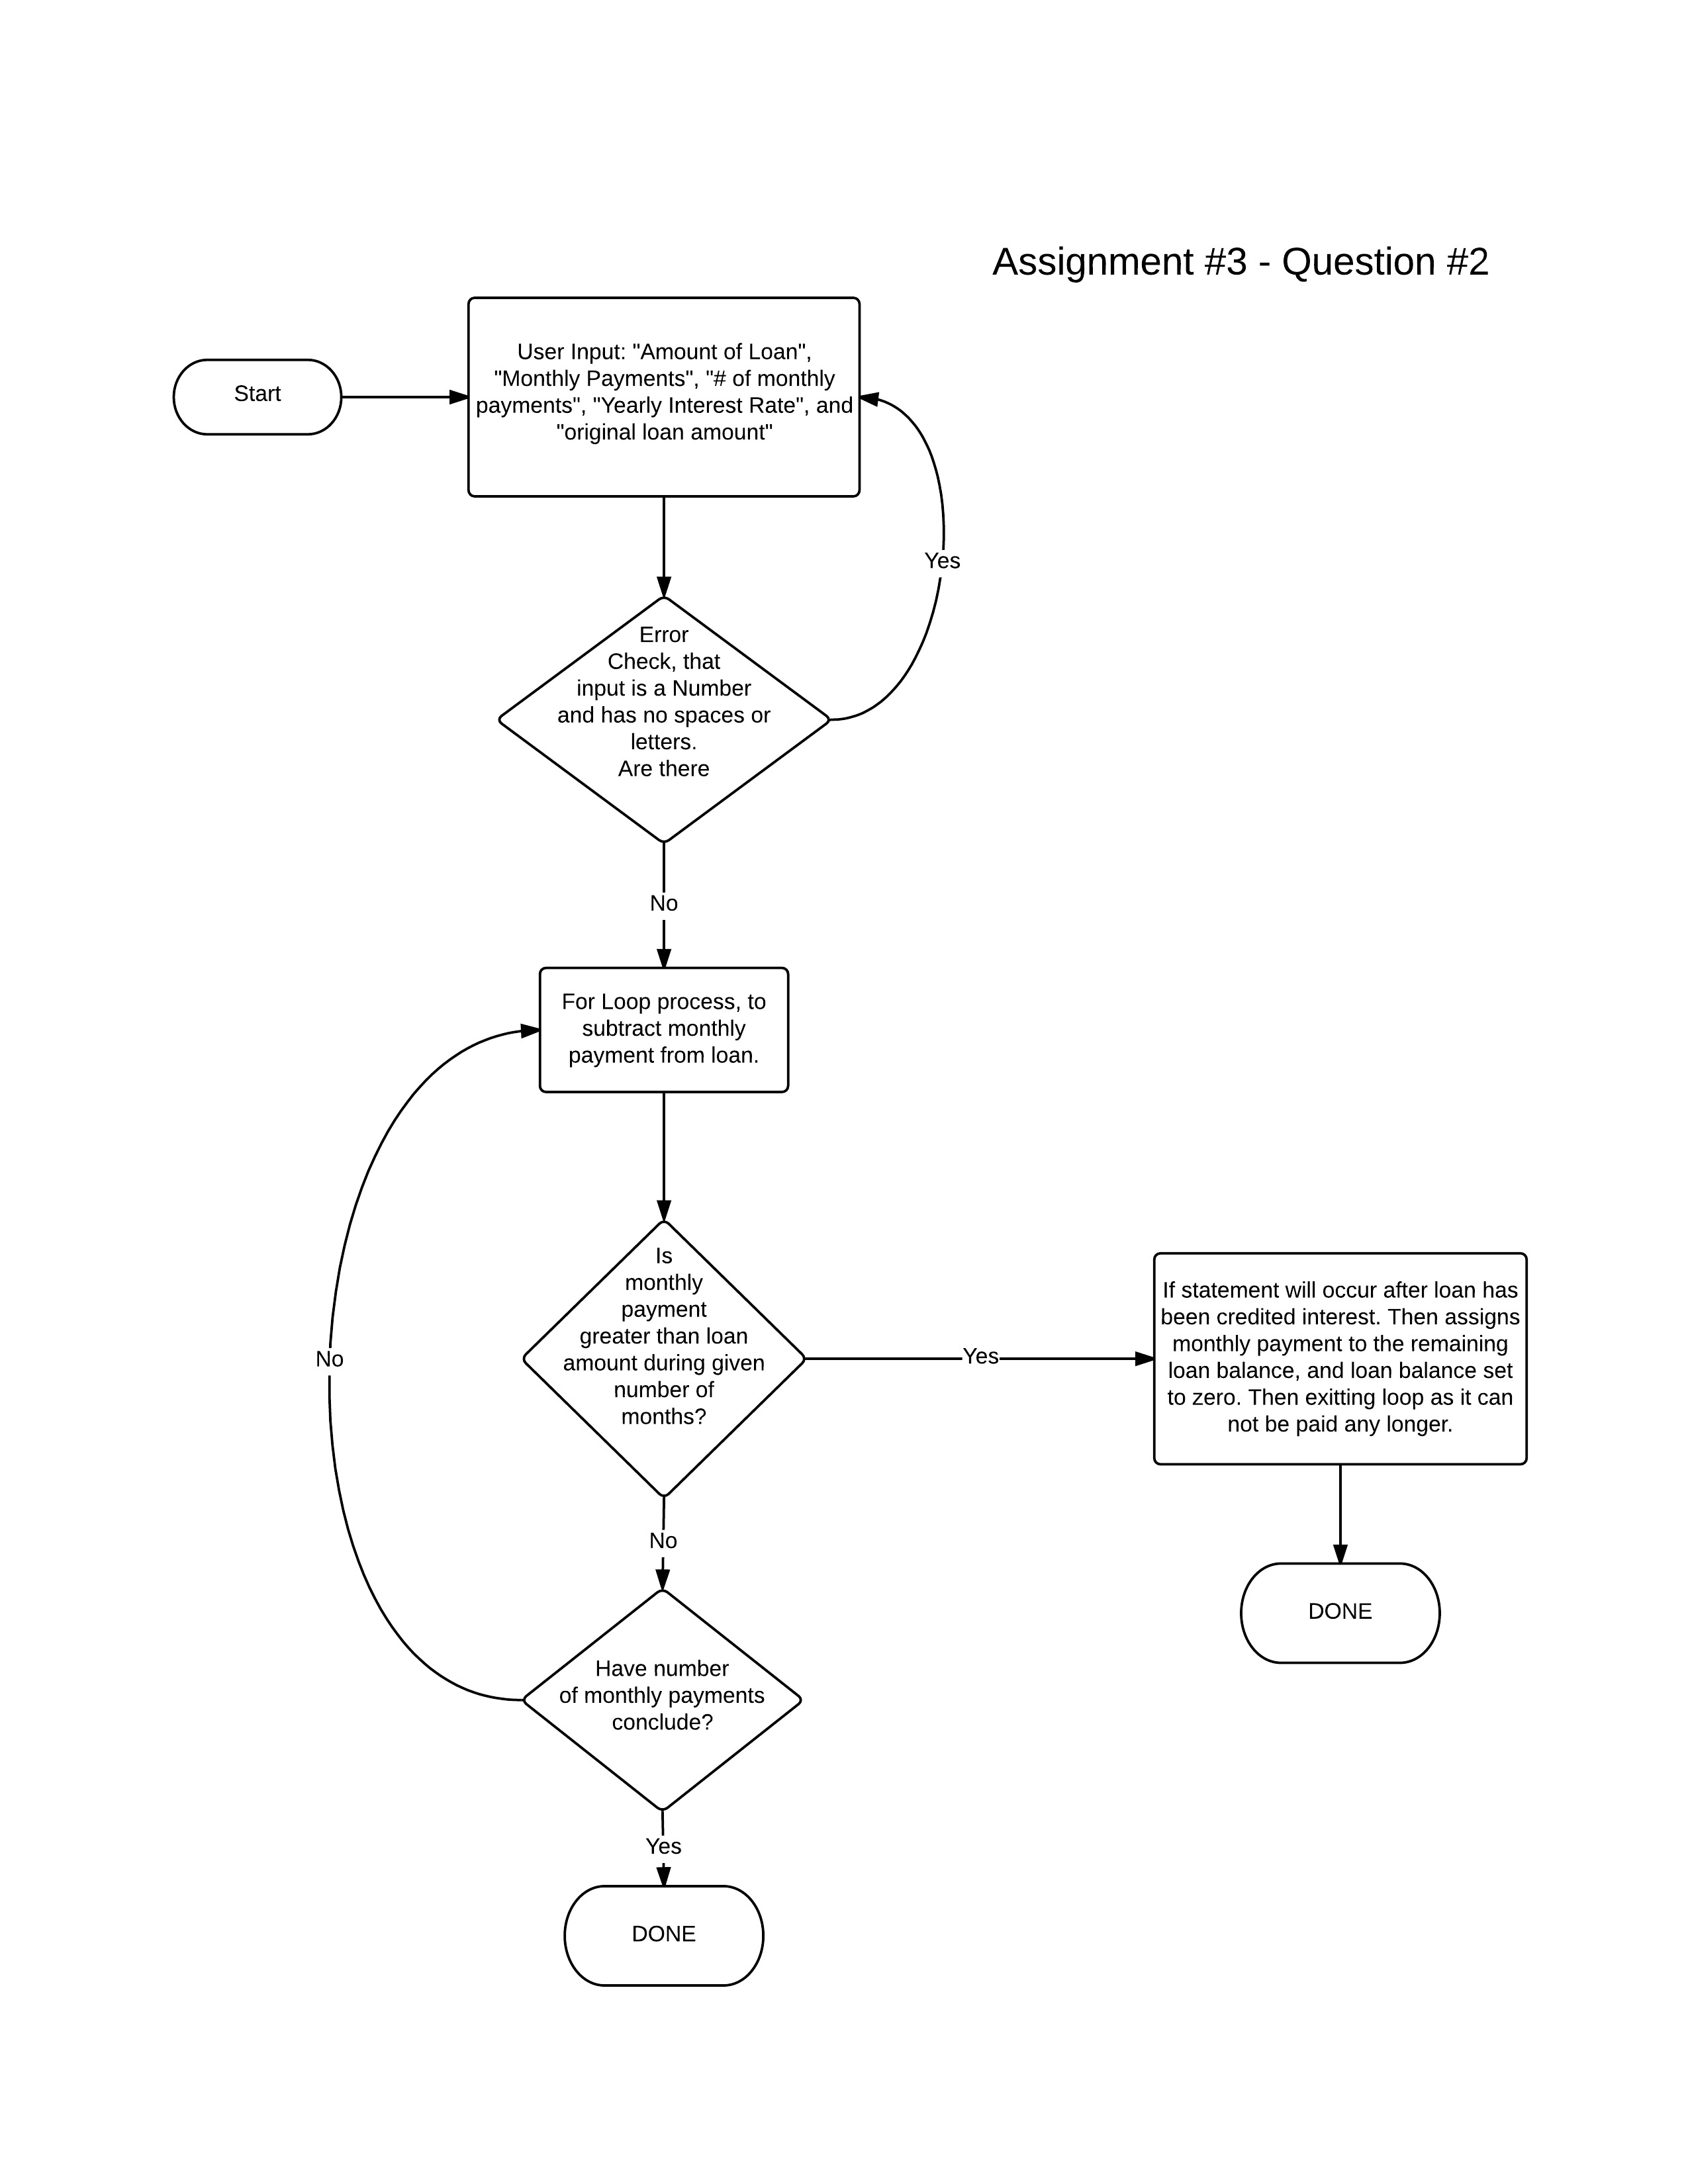 Assignment #3 - Question #2
Start
User Input: "Amount of Loan",
"Monthly Payments", "# of monthly
payments", "Yearly Interest Rate", and
"original loan amount"
Yes
Error
Check, that
input is a Number
and has no spaces or
letters.
Are there
No
For Loop process, to
subtract monthly
payment from loan.
Is
monthly
payment
greater than loan
amount during given
number of
months?
Yes
If statement will occur after loan has
been credited interest. Then assigns
monthly payment to the remaining
loan balance, and loan balance set
to zero. Then exitting loop as it can
not be paid any longer.
No
No
DONE
Have number
of monthly payments
conclude?
Yes
DONE